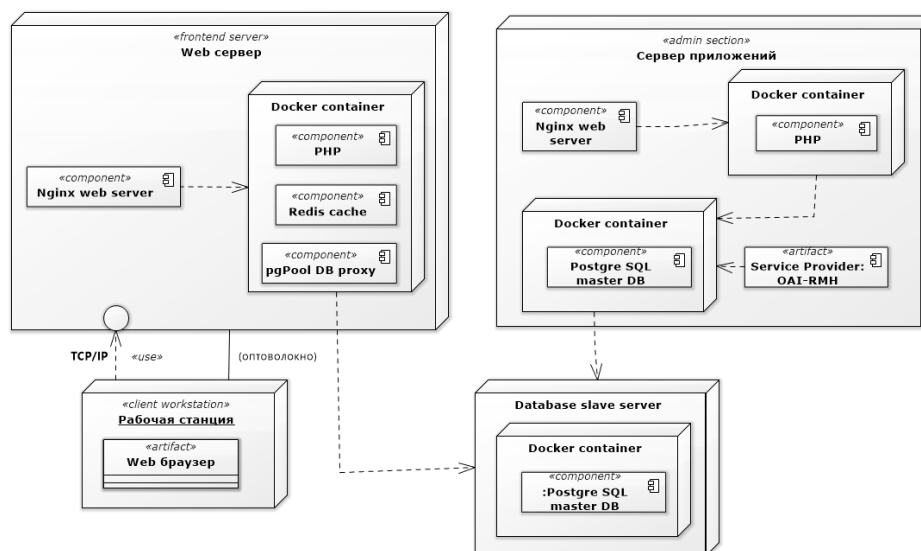 «frontend server»
Web сервер
Docker container
«component»
PHP
«component»
Nginx web server
«component»
Redis cache
«component»
pgPool DB proxy
«admin section»
Сервер приложений
Docker container
«component»
Nginx web
server
«component»
PHP
Docker container
«component»
Postgre SQL
master DB
«artifact»
Service Provider:
OAI-RMH
TCP/IP
«use»
(оптоволокно)
«client workstation»
Рабочая станция
«artifact»
Web браузер
Database slave server
Docker container
«component»
:Postgre SQL
master DB